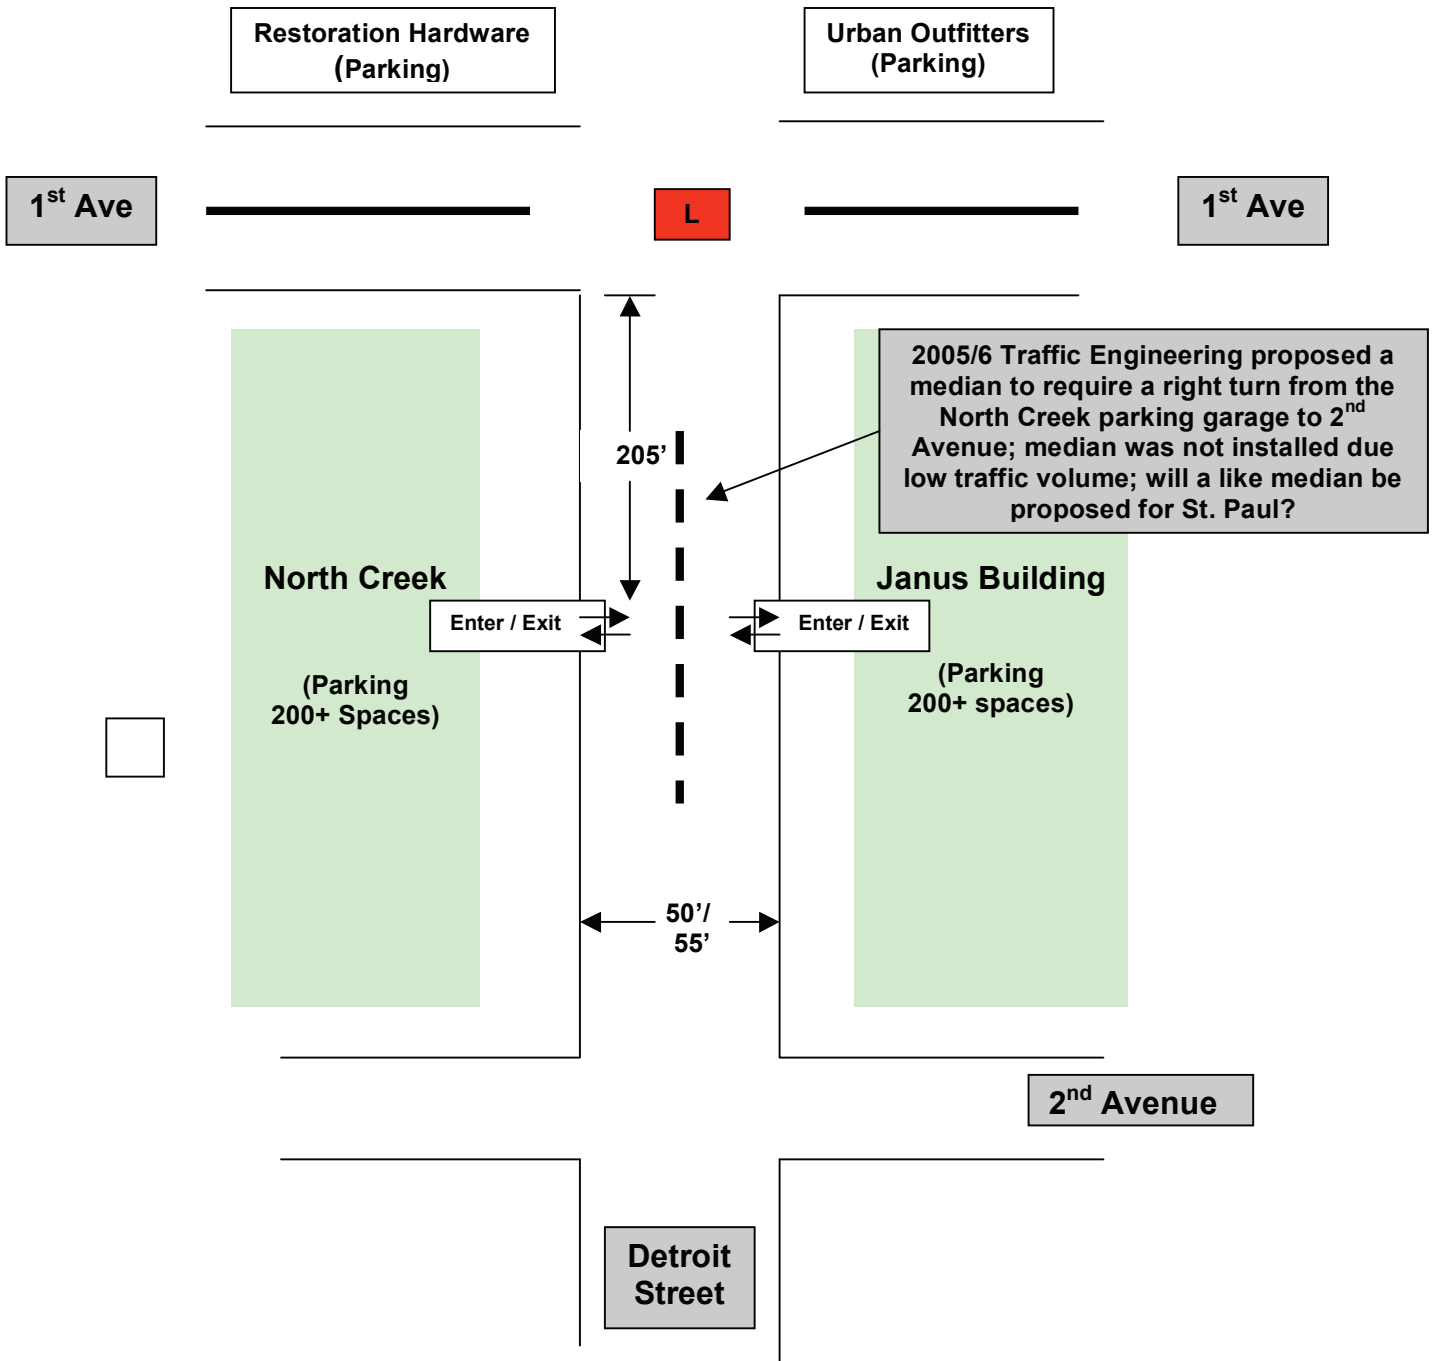 Restoration Hardware
(Parking)
Urban Outfitters
(Parking)
1st Ave
L
1st Ave
2005/6 Traffic Engineering proposed a
median to require a right turn from the
North Creek parking garage to 2nd
Avenue; median was not installed due
low traffic volume; will a like median be
proposed for St. Paul?
205’
North Creek
Janus Building
Enter / Exit
Enter / Exit
(Parking
200+ Spaces)
(Parking
200+ spaces)
50’/
55’
2nd Avenue
Detroit
Street